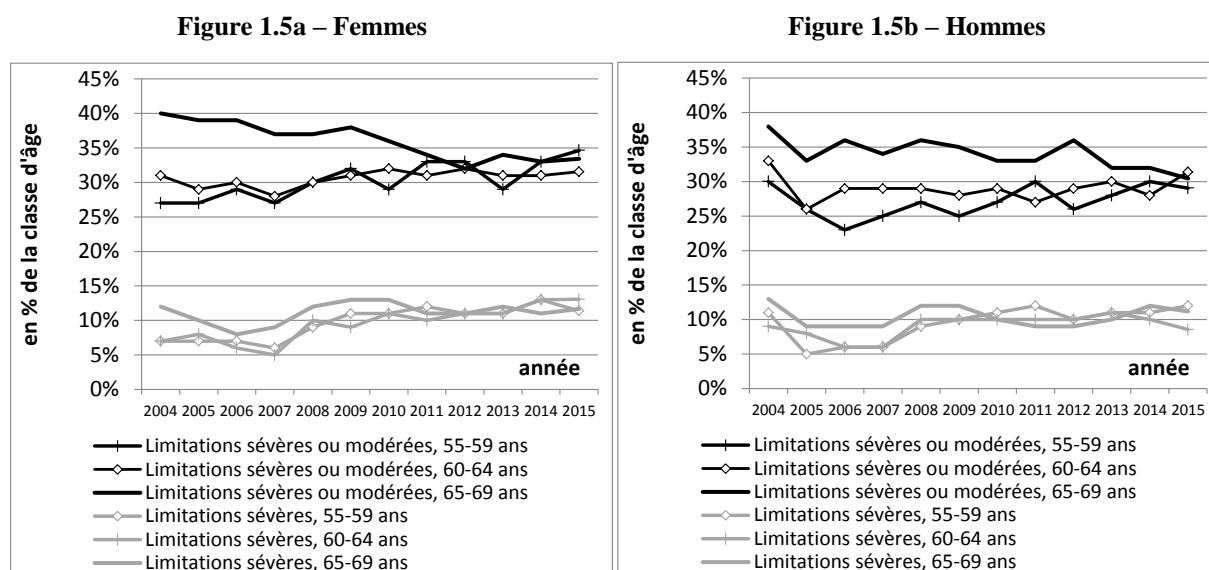 Figure 1.5a – Femmes
45%
40%
35%
30%
25%
20%
15%
10%
5%
0%
en % de la classe d'âge
année
2004 2005 2006 2007 2008 2009 2010 2011 2012 2013 2014 2015
Limitations sévères ou modérées, 55-59 ans
Limitations sévères ou modérées, 60-64 ans
Limitations sévères ou modérées, 65-69 ans
Limitations sévères, 55-59 ans
Limitations sévères, 60-64 ans
Limitations sévères, 65-69 ans
Figure 1.5b – Hommes
45%
40%
35%
30%
25%
20%
15%
10%
5%
0%
en % de la classe d'âge
année
2004 2005 2006 2007 2008 2009 2010 2011 2012 2013 2014 2015
Limitations sévères ou modérées, 55-59 ans
Limitations sévères ou modérées, 60-64 ans
Limitations sévères ou modérées, 65-69 ans
Limitations sévères, 55-59 ans
Limitations sévères, 60-64 ans
Limitations sévères, 65-69 ans